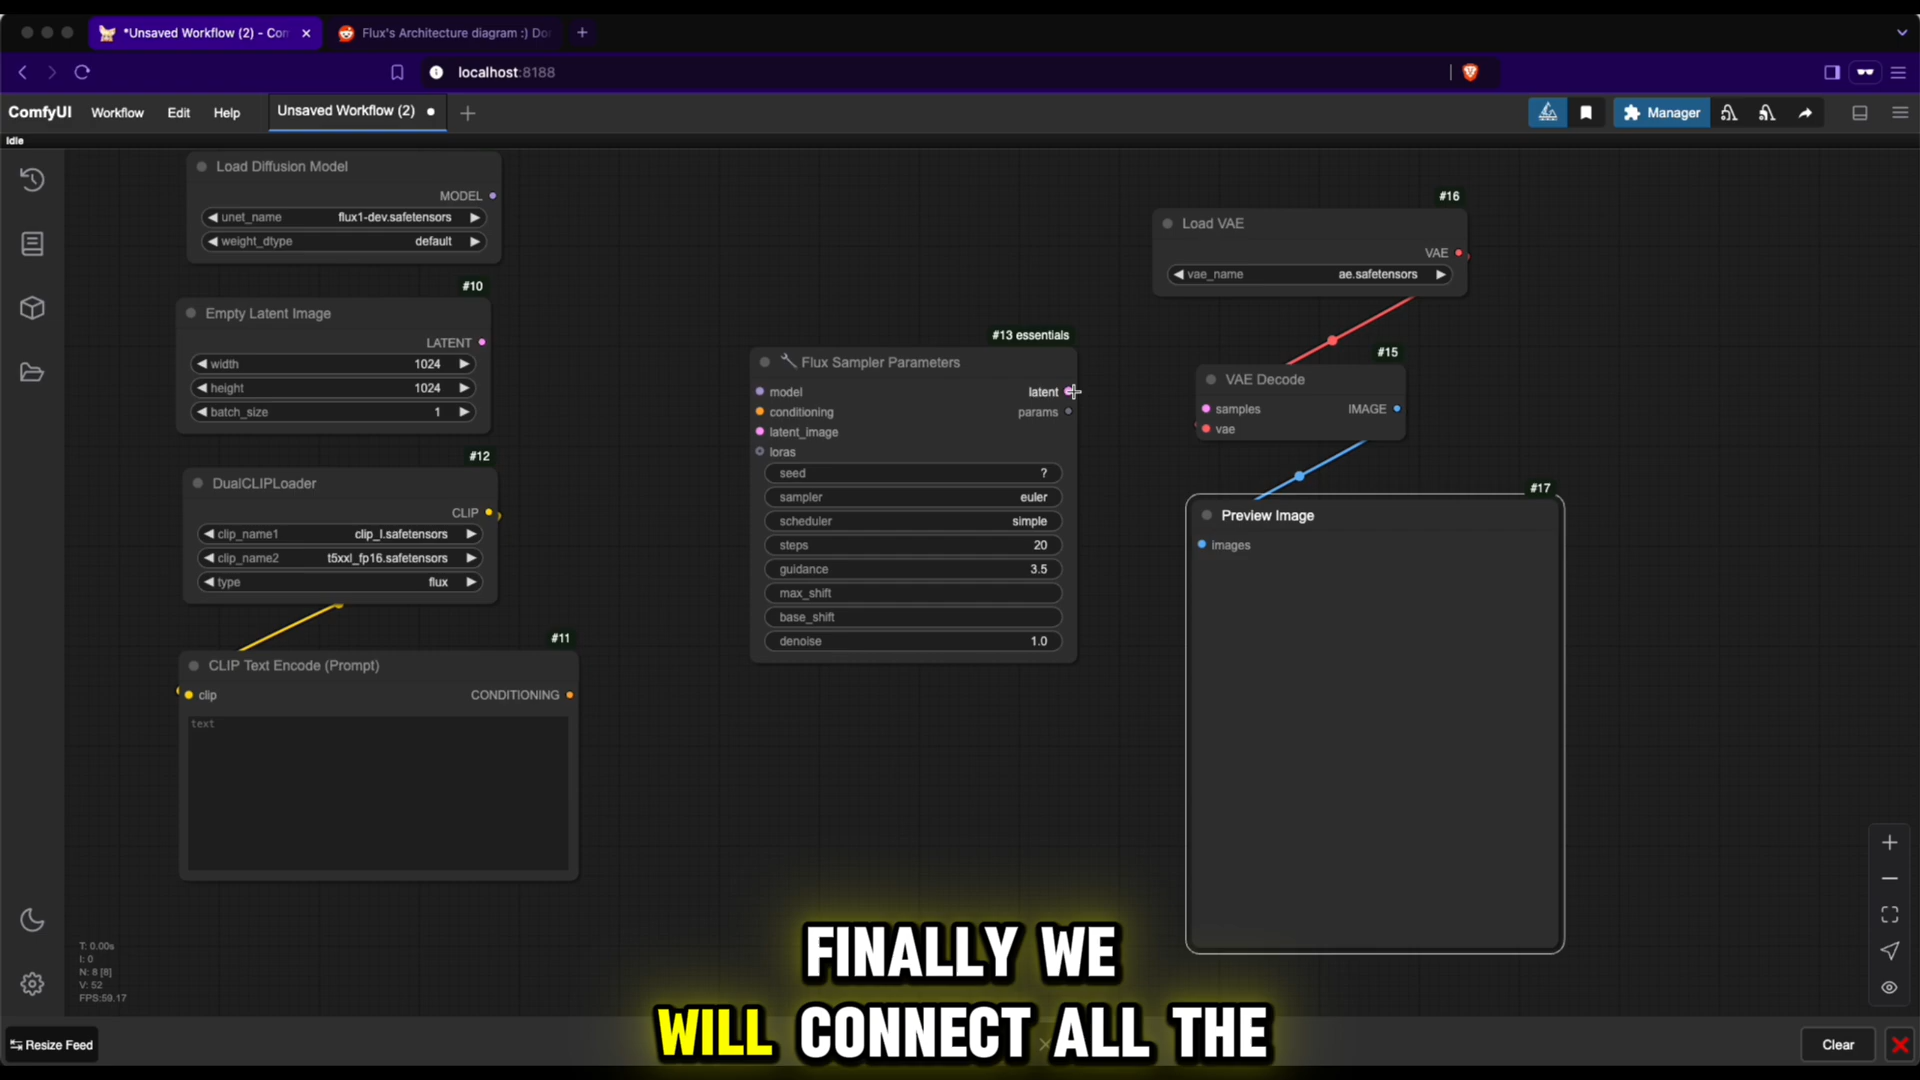 *Unsaved Workflow (2) - Con
Flux's Architecture diagram :) Don
localhost:8188
ComfyUI
Workflow
Edit
Help
Unsaved Workflow (2)
Manager
Idle
Load Diffusion Model
MODEL
unet_name flux1-dev.safetensors
weight_dtype default
#10
Empty Latent Image
LATENT
width 1024
height 1024
batch_size 1
#12
DualCLIPLoader
CLIP
clip_name1 clip_l.safetensors
clip_name2 t5xxl_fp16.safetensors
type flux
#11
CLIP Text Encode (Prompt)
clip CONDITIONING
text
#13 essentials
Flux Sampler Parameters
model latent
conditioning params
latent_image
loras
seed ?
sampler euler
scheduler simple
steps 20
guidance 3.5
max_shift
base_shift
denoise 1.0
#16
Load VAE
VAE
vae_name ae.safetensors
#15
VAE Decode
samples IMAGE
vae
#17
Preview Image
images
T: 0.00s
I: 0
N: 8 [8]
V: 52
FPS:59.17
FINALLY WE
WILL CONNECT ALL THE
Resize Feed
Clear